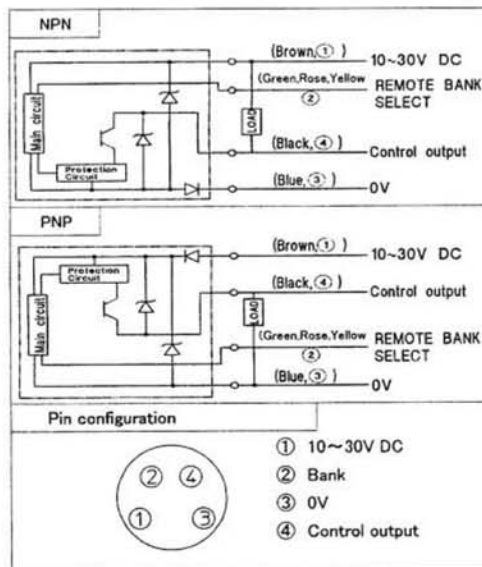 NPN
(Brown,①)
10~30V DC
(Green,Rose,Yellow
②)
REMOTE BANK
SELECT
Main circuit
LOAD
(Black,④)
Control output
Protection
Circuit
(Blue,③)
0V
PNP
(Brown,①)
10~30V DC
Protection
Circuit
(Black,④)
Control output
Main circuit
LOAD
(Green,Rose,Yellow
②)
REMOTE BANK
SELECT
(Blue,③)
0V
Pin configuration
① 10~30V DC
② ④
② Bank
③ 0V
① ③
④ Control output